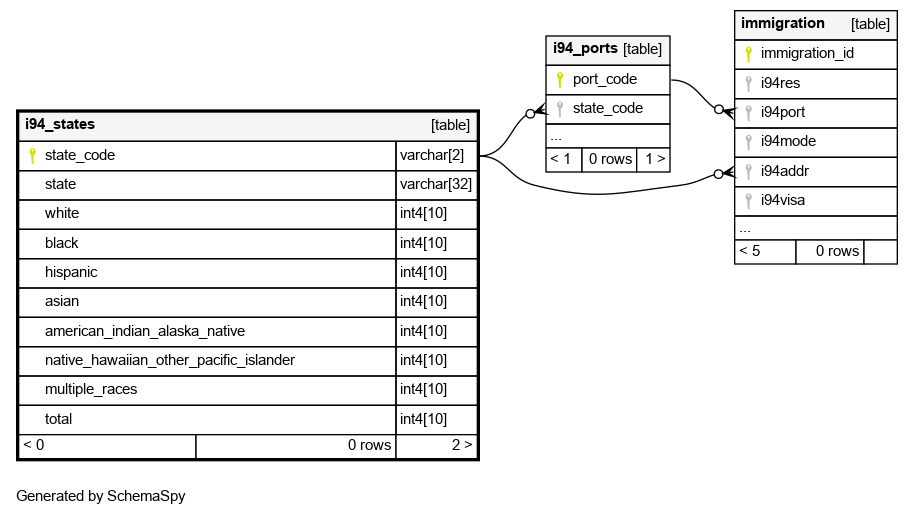 i94_states [table]
state_code varchar[2]
state varchar[32]
white int4[10]
black int4[10]
hispanic int4[10]
asian int4[10]
american_indian_alaska_native int4[10]
native_hawaiian_other_pacific_islander int4[10]
multiple_races int4[10]
total int4[10]
< 0 0 rows 2 >
i94_ports [table]
port_code
state_code
...
< 1 0 rows 1 >
immigration [table]
immigration_id
i94res
i94port
i94mode
i94addr
i94visa
...
< 5 0 rows
Generated by SchemaSpy